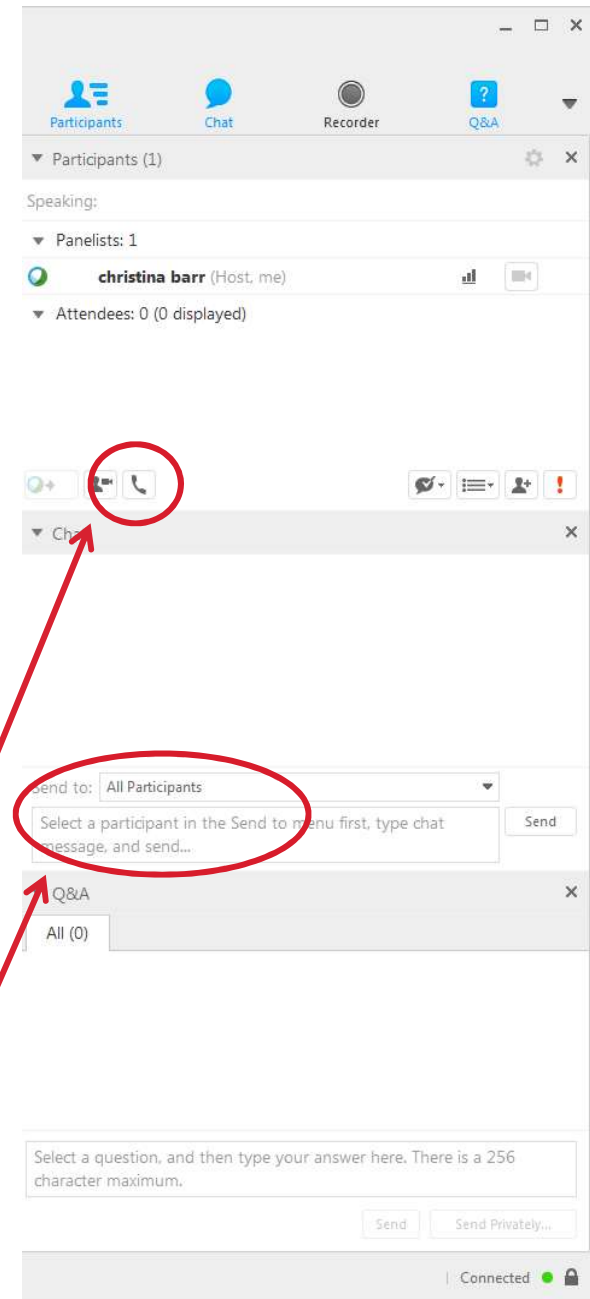 Participants Chat Recorder Q&A
Participants (1)
Speaking:
Panelists: 1
christina barr (Host, me)
Attendees: 0 (0 displayed)
Chat
Send to: All Participants
Select a participant in the Send to menu first, type chat
message, and send...
Send
Q&A
All (0)
Select a question, and then type your answer here. There is a 256
character maximum.
Send Send Privately...
Connected